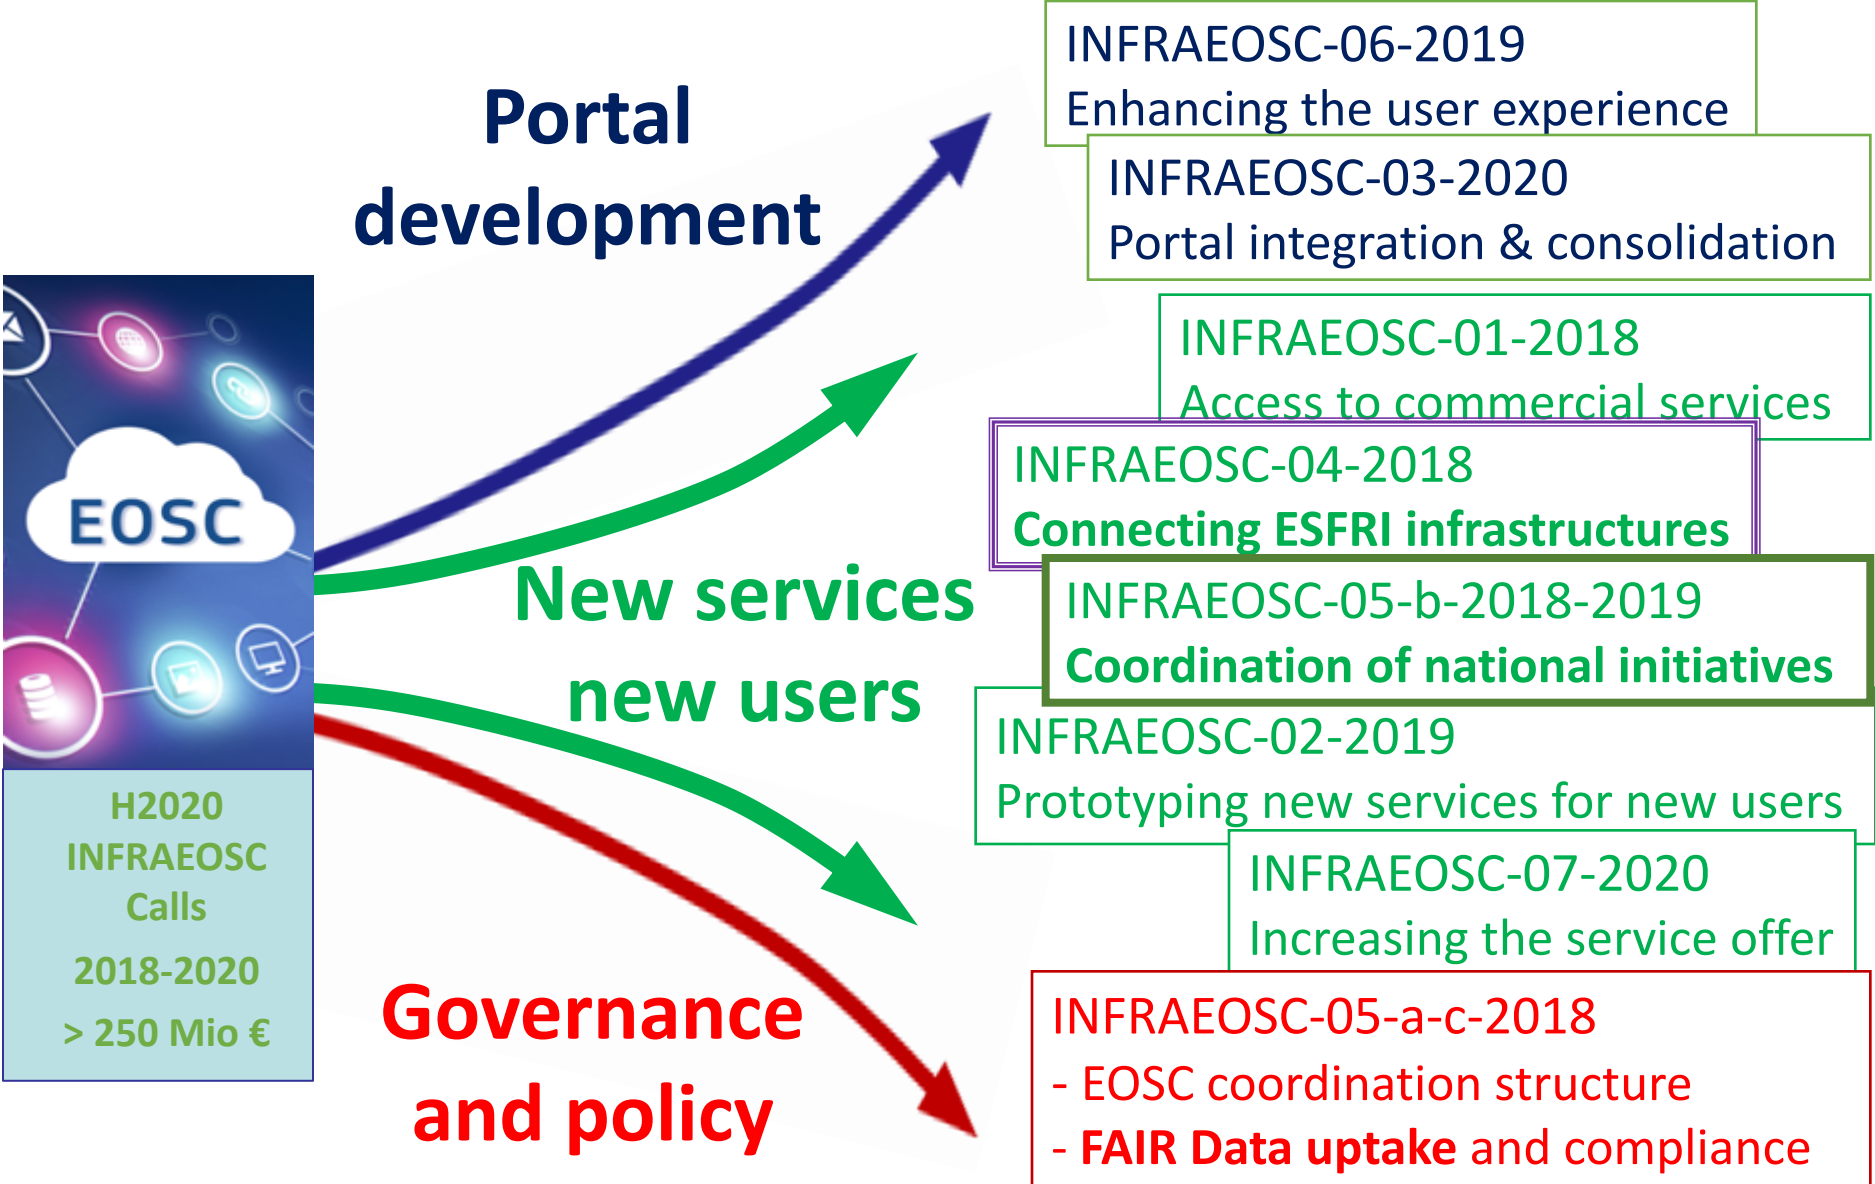 EOSC
H2020
INFRAEOSC
Calls
2018-2020
> 250 Mio €
Portal
development
New services
new users
Governance
and policy
INFRAEOSC-06-2019
Enhancing the user experience
INFRAEOSC-03-2020
Portal integration & consolidation
INFRAEOSC-01-2018
Access to commercial services
INFRAEOSC-04-2018
Connecting ESFRI infrastructures
INFRAEOSC-05-b-2018-2019
Coordination of national initiatives
INFRAEOSC-02-2019
Prototyping new services for new users
INFRAEOSC-07-2020
Increasing the service offer
INFRAEOSC-05-a-c-2018
- EOSC coordination structure
- FAIR Data uptake and compliance